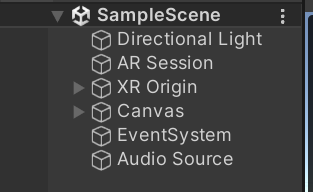 SampleScene
Directional Light
AR Session
XR Origin
Canvas
EventSystem
Audio Source